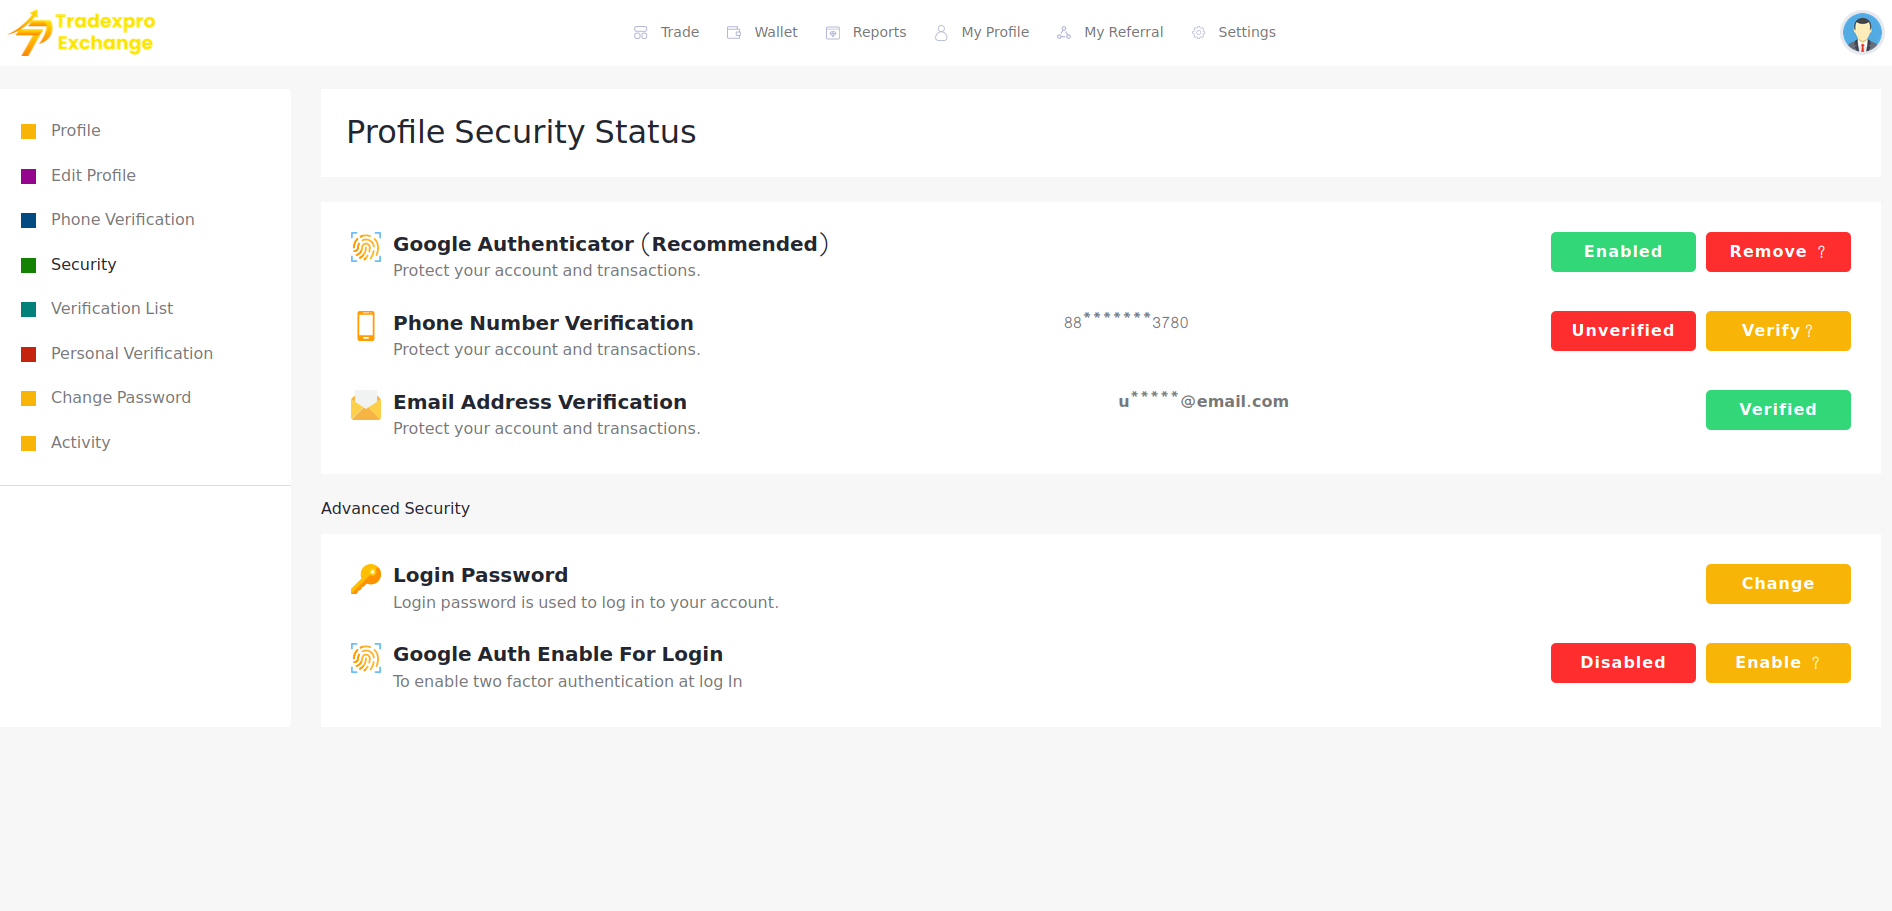 Tradexpro
Exchange
Trade
Wallet
Reports
My Profile
My Referral
Settings
Profile
Edit Profile
Phone Verification
Security
Verification List
Personal Verification
Change Password
Activity
Profile Security Status
Google Authenticator (Recommended)
Protect your account and transactions.
Enabled
Remove ?
Phone Number Verification
Protect your account and transactions.
88*******3780
Unverified
Verify ?
Email Address Verification
Protect your account and transactions.
u*****@email.com
Verified
Advanced Security
Login Password
Login password is used to log in to your account.
Change
Google Auth Enable For Login
To enable two factor authentication at log In
Disabled
Enable ?